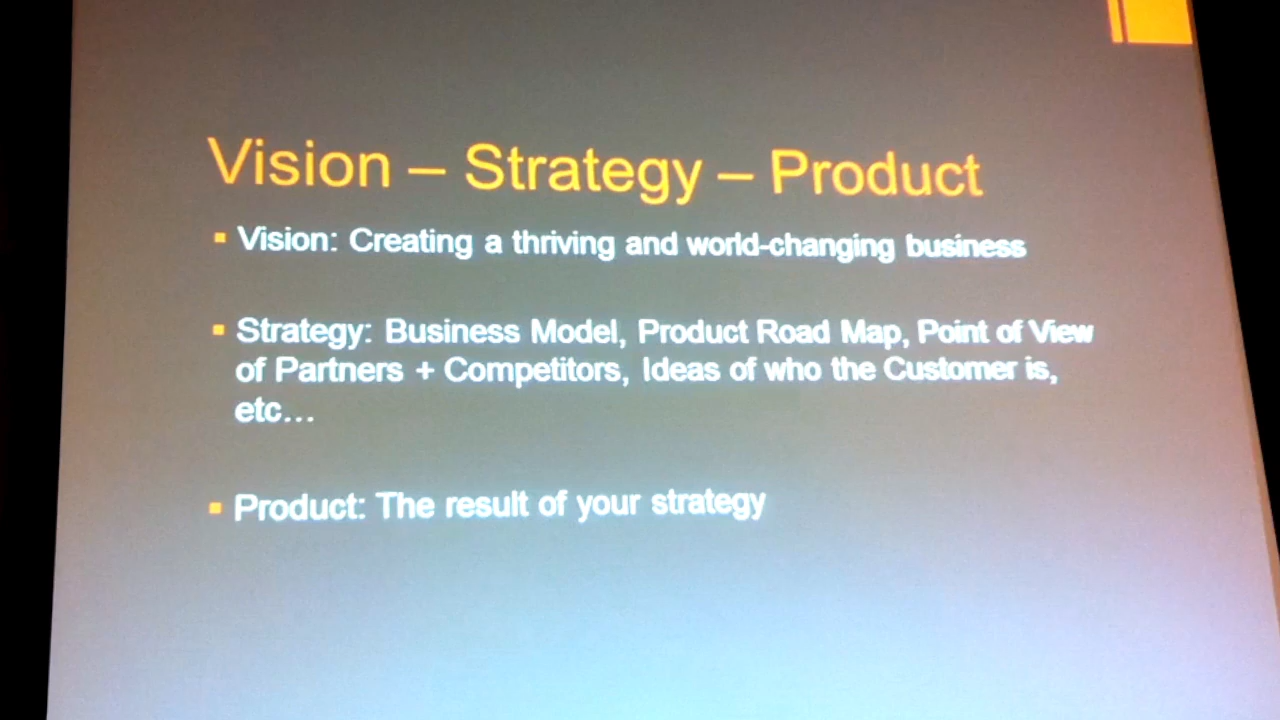 Vision – Strategy – Product
▪ Vision: Creating a thriving and world-changing business
▪ Strategy: Business Model, Product Road Map, Point of View
of Partners + Competitors, Ideas of who the Customer is,
etc...
▪ Product: The result of your strategy